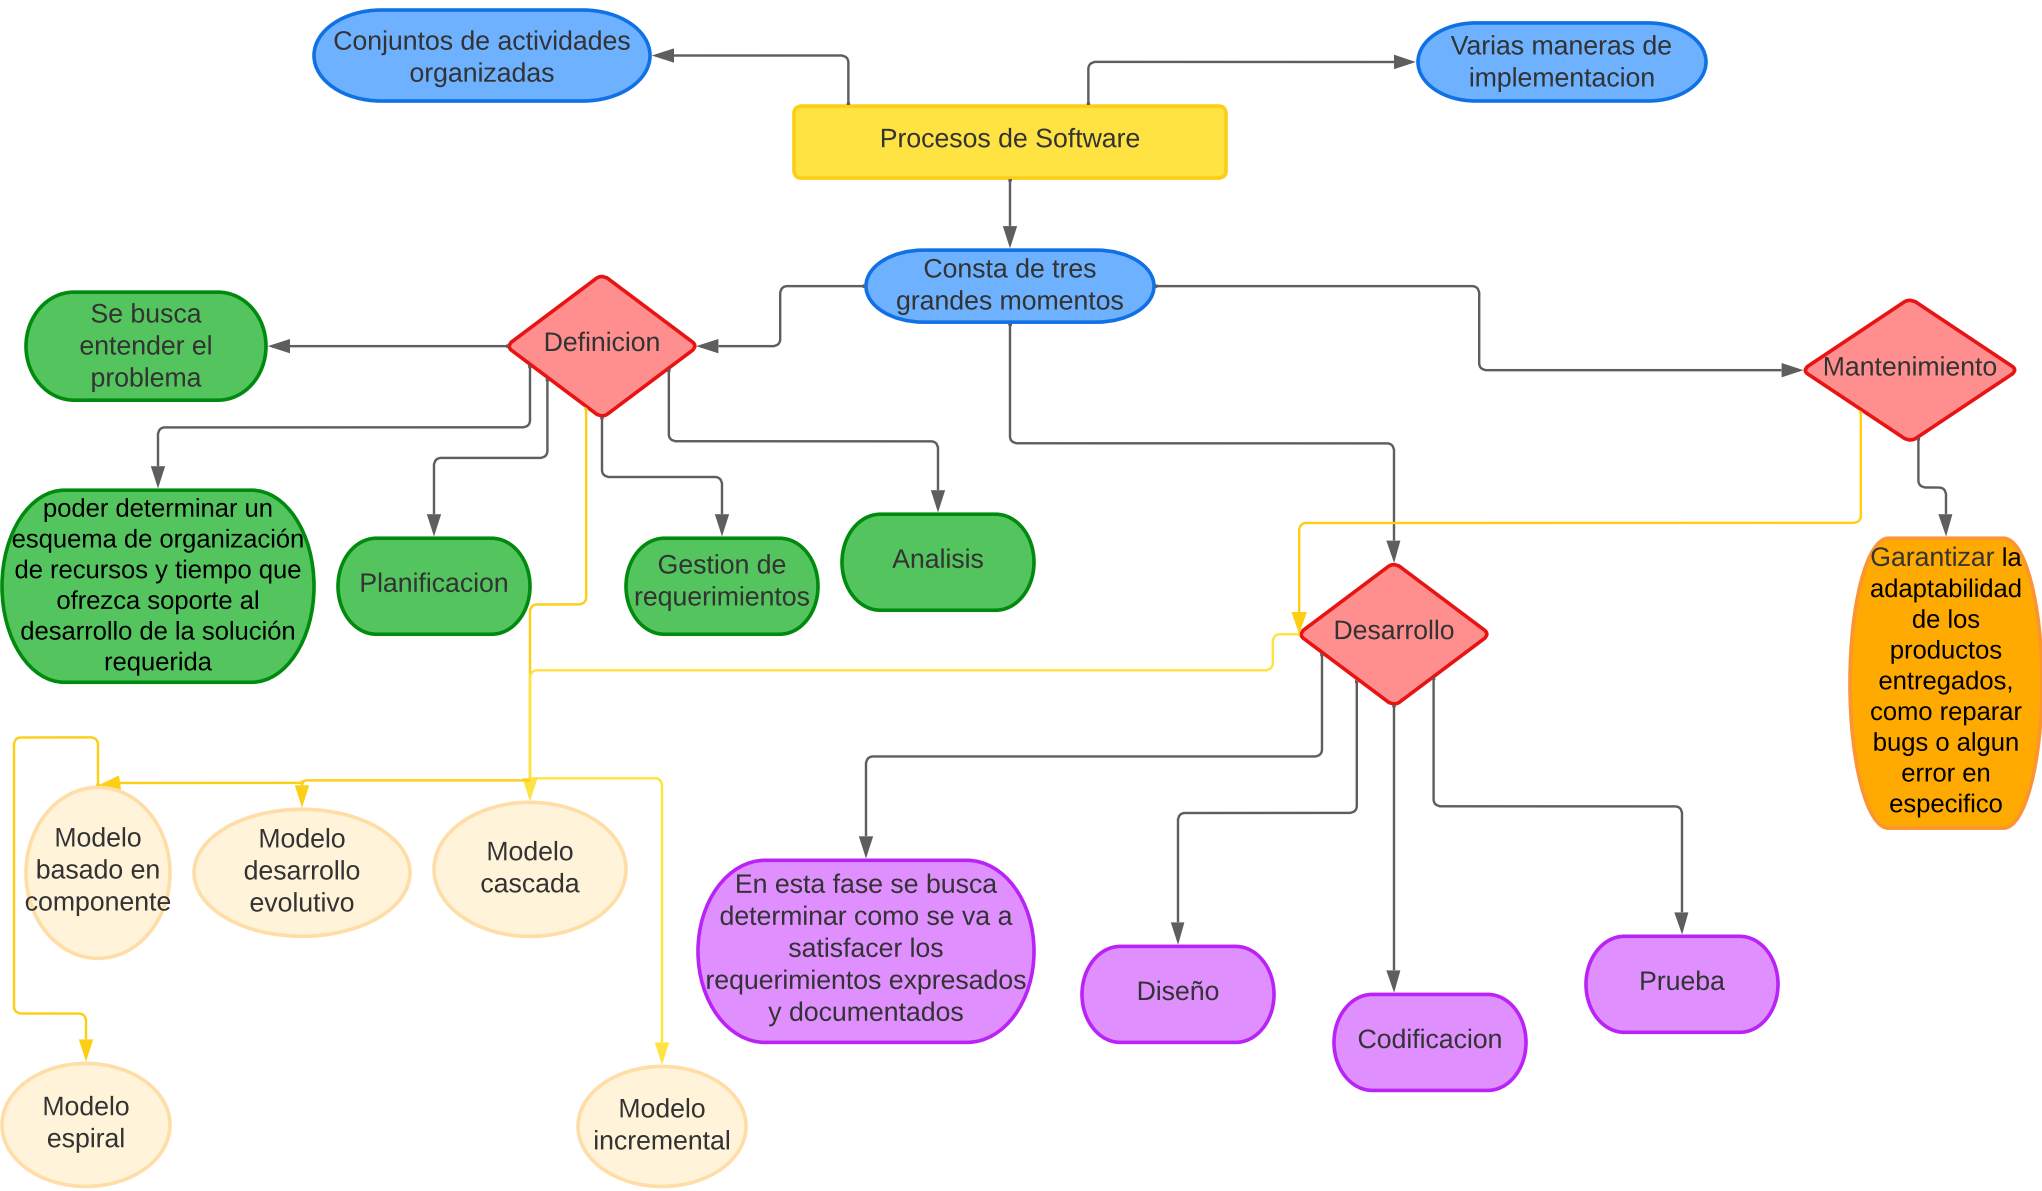 Conjuntos de actividades
organizadas
Varias maneras de
implementacion
Procesos de Software
Consta de tres
grandes momentos
Se busca
entender el
problema
Definicion
Mantenimiento
poder determinar un
esquema de organización
de recursos y tiempo que
ofrezca soporte al
desarrollo de la solución
requerida
Planificacion
Gestion de
requerimientos
Analisis
Desarrollo
Garantizar la
adaptabilidad
de los
productos
entregados,
como reparar
bugs o algun
error en
especifico
Modelo
basado en
componente
Modelo
desarrollo
evolutivo
Modelo
cascada
En esta fase se busca
determinar como se va a
satisfacer los
requerimientos expresados
y documentados
Diseño
Codificacion
Prueba
Modelo
espiral
Modelo
incremental